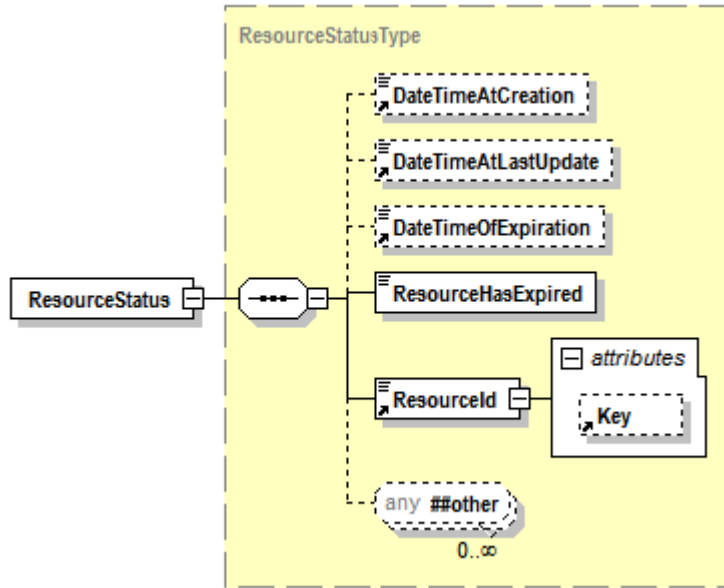 ResourceStatusType
DateTimeAtCreation
DateTimeAtLastUpdate
DateTimeOfExpiration
ResourceStatus
ResourceHasExpired
attributes
ResourceId
Key
any ##other
0..∞